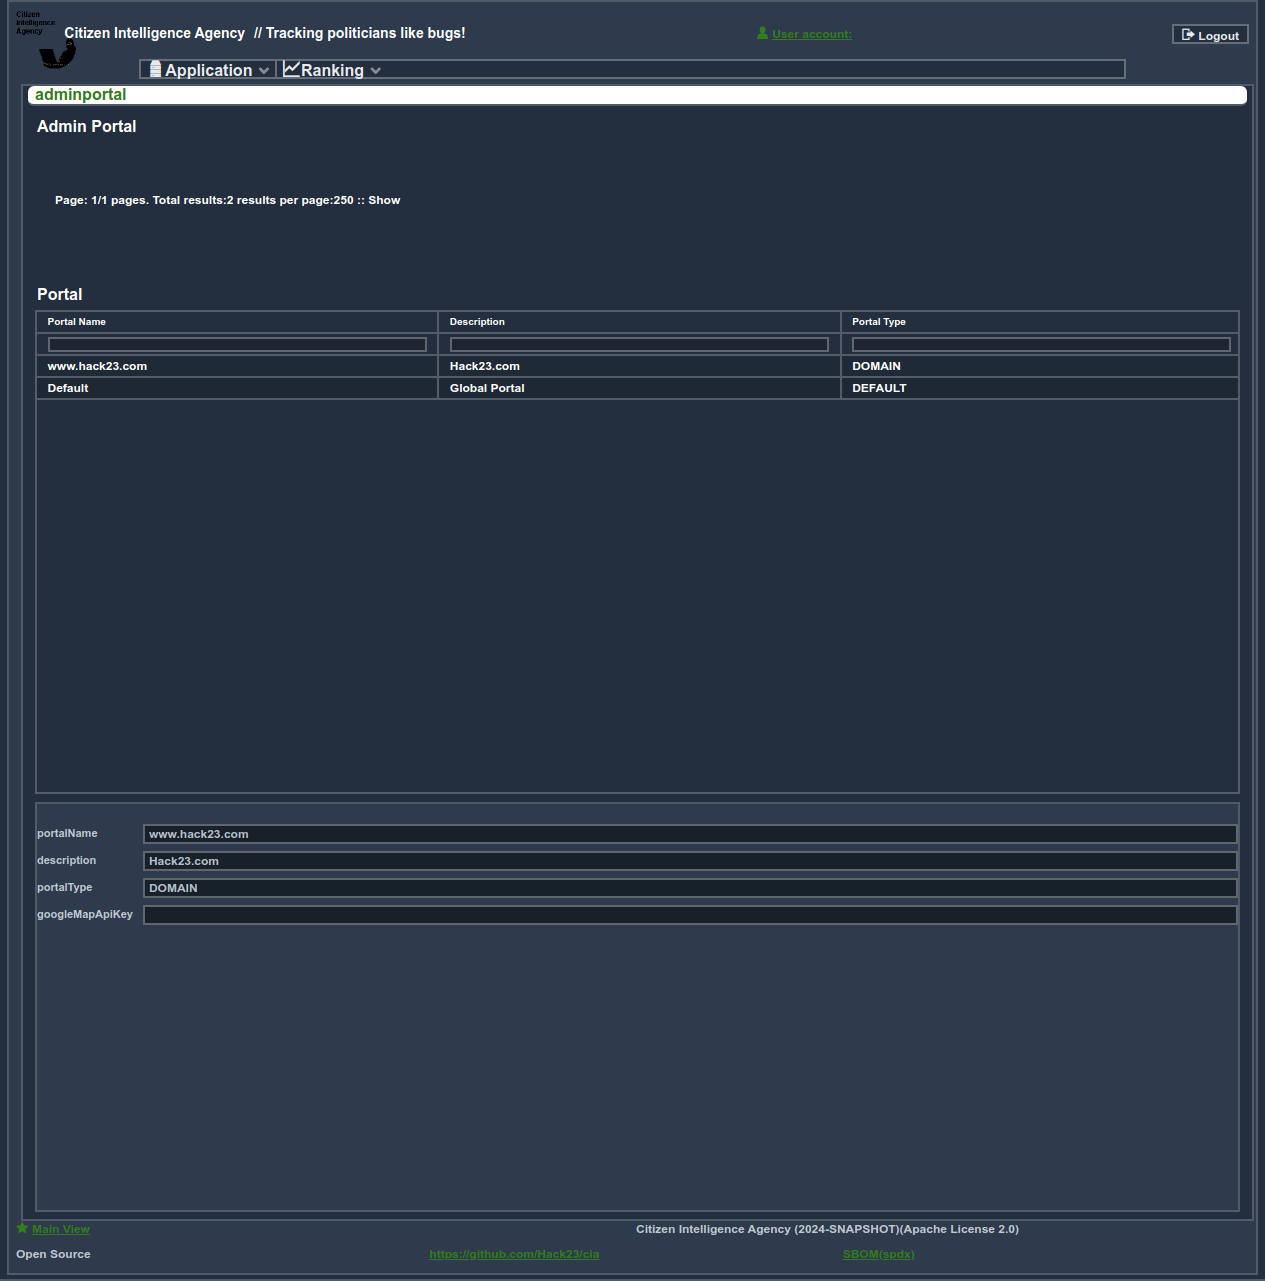 Citizen
Intelligence
Agency
Citizen Intelligence Agency // Tracking politicians like bugs!
User account:
Logout
Application
Ranking
adminportal
Admin Portal
Page: 1/1 pages. Total results:2 results per page:250 :: Show
Portal
Portal Name Description Portal Type
www.hack23.com Hack23.com DOMAIN
Default Global Portal DEFAULT
portalName www.hack23.com
description Hack23.com
portalType DOMAIN
googleMapApiKey
Main View Citizen Intelligence Agency (2024-SNAPSHOT)(Apache License 2.0)
Open Source https://github.com/Hack23/cia SBOM(spdx)